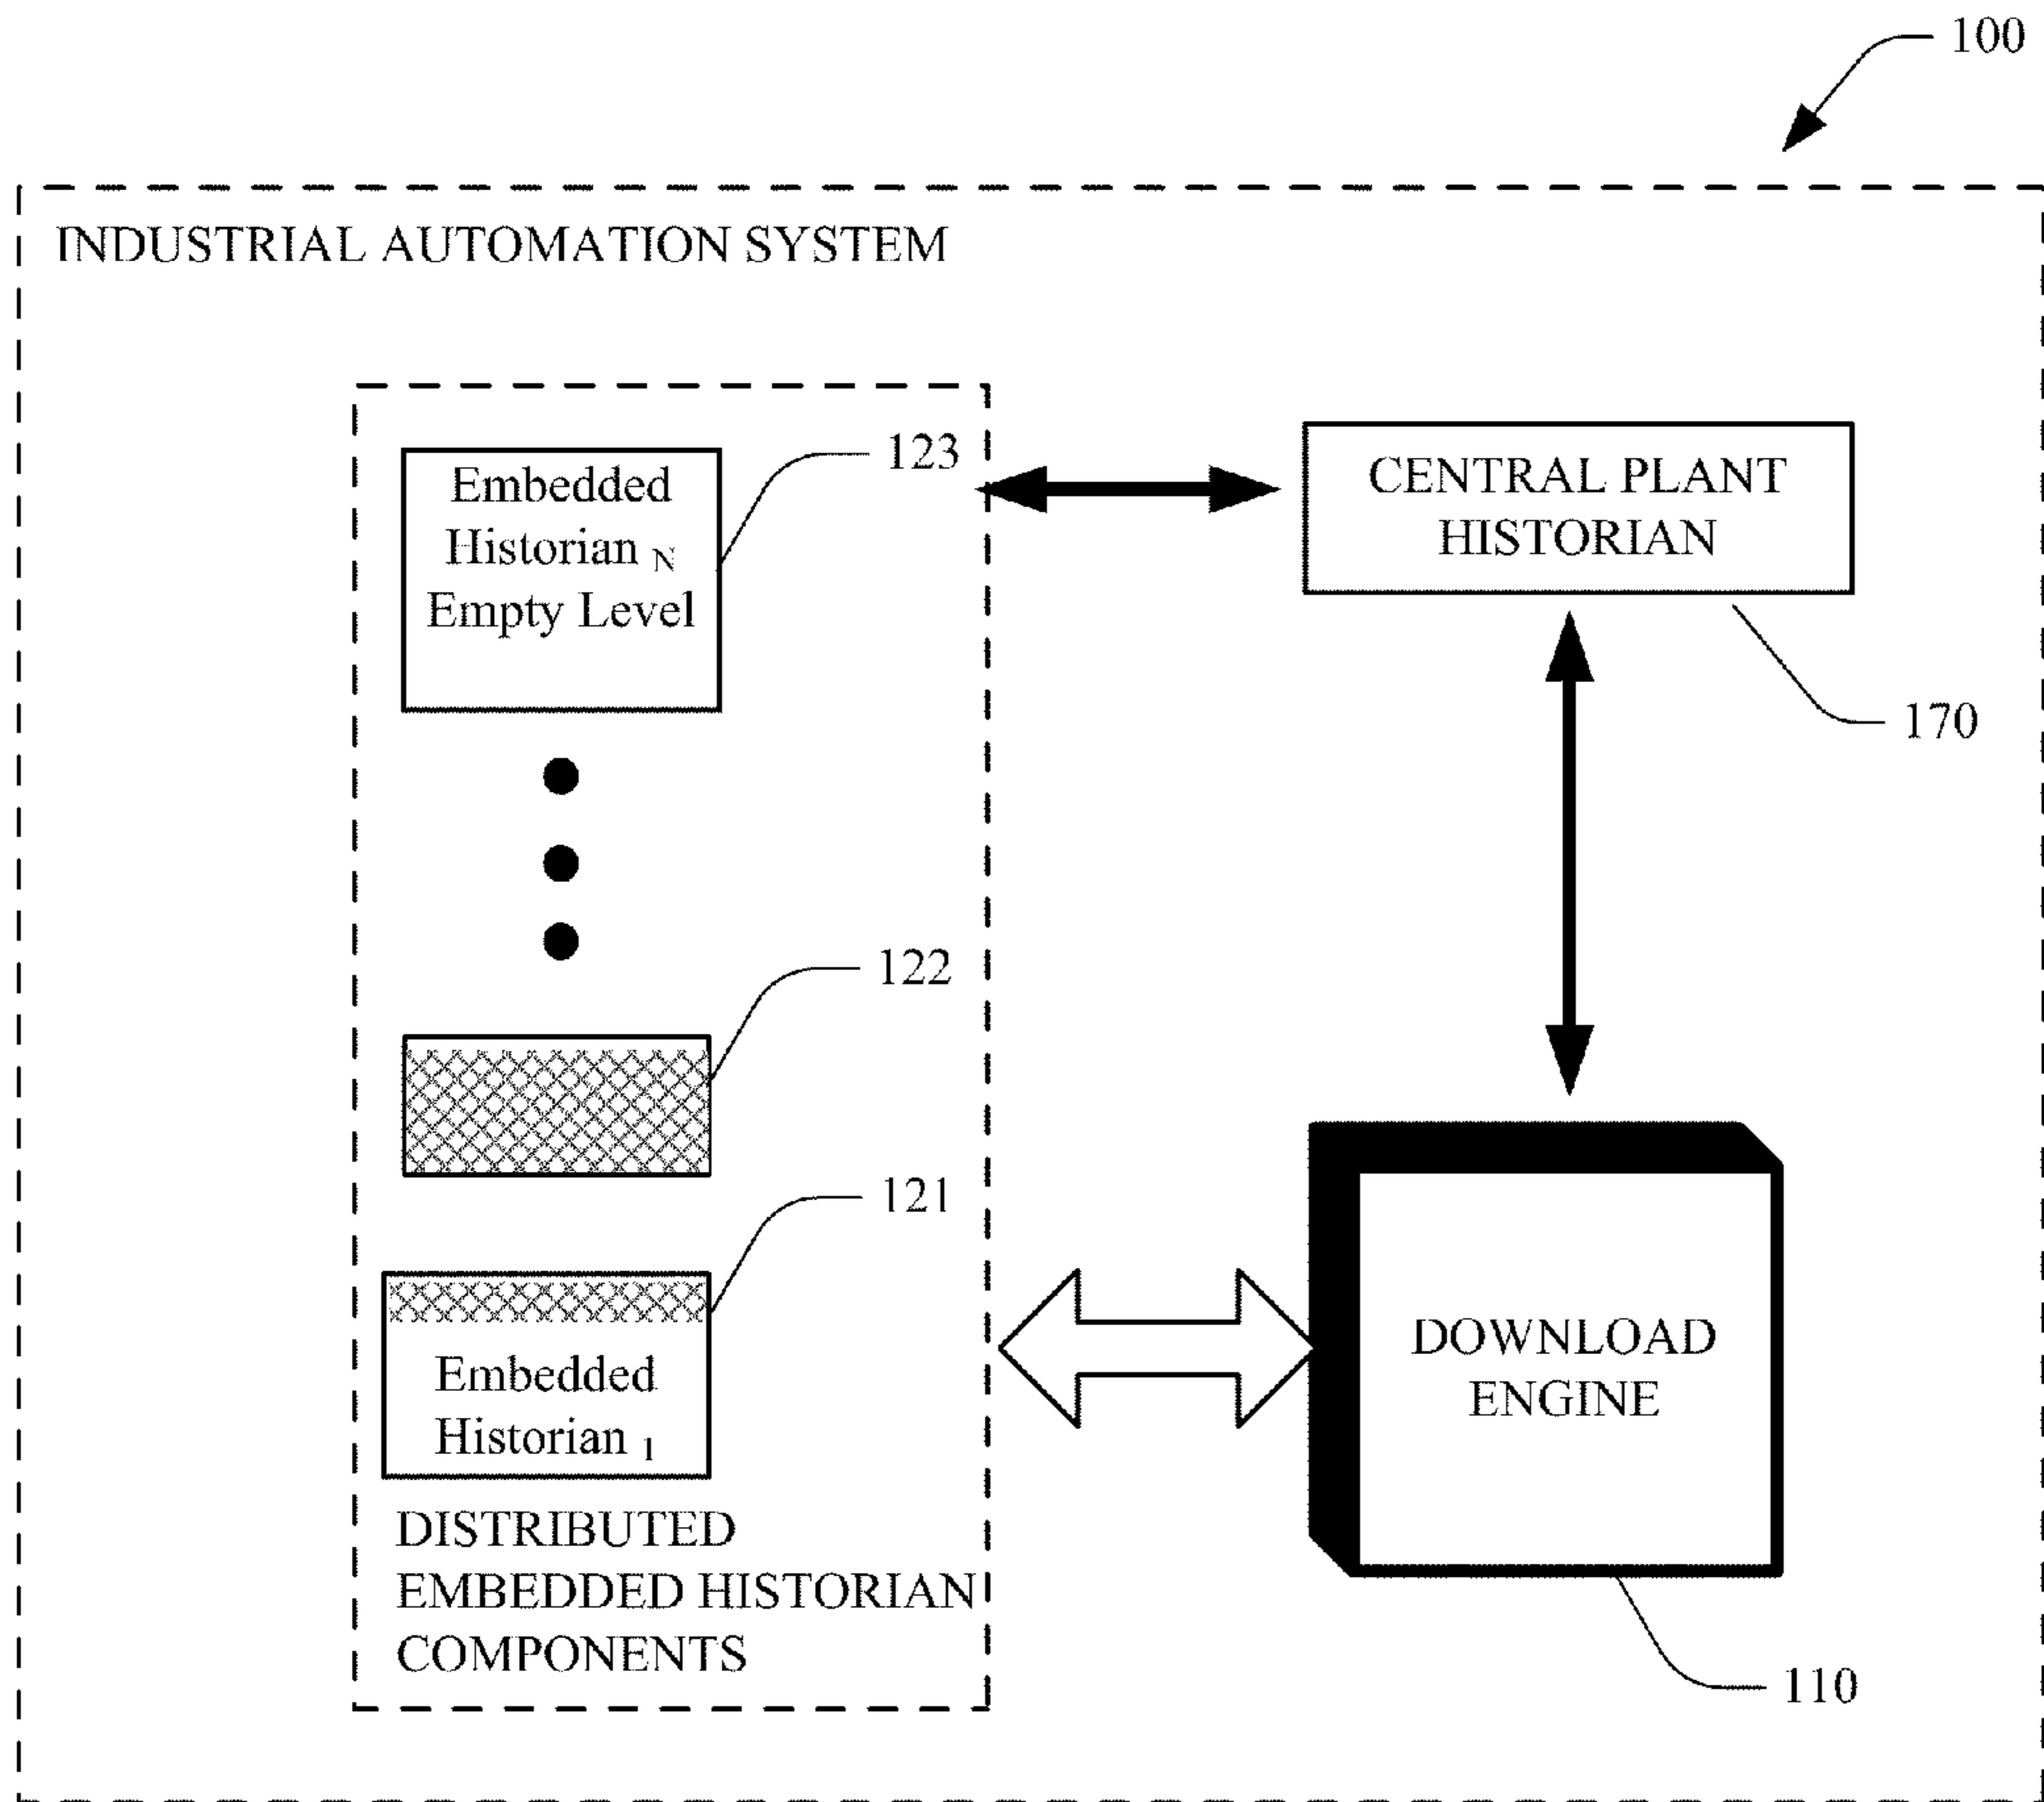 100
INDUSTRIAL AUTOMATION SYSTEM
Embedded
Historian N
Empty Level
123
CENTRAL PLANT
HISTORIAN
170
122
121
Embedded
Historian 1
DISTRIBUTED
EMBEDDED HISTORIAN
COMPONENTS
DOWNLOAD
ENGINE
110